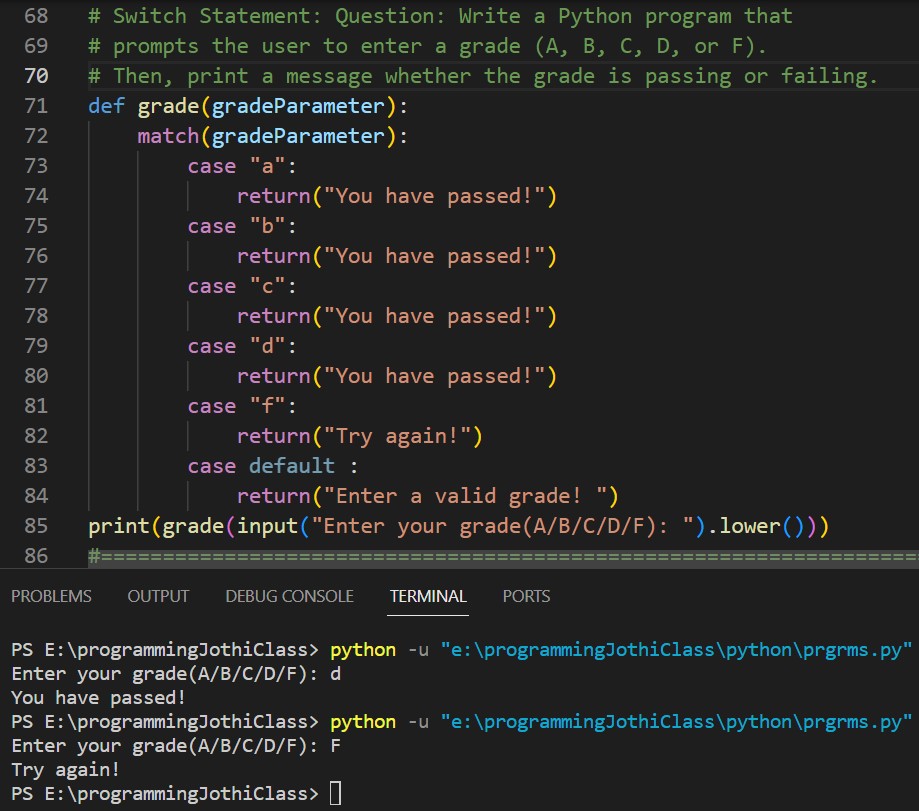 68 # Switch Statement: Question: Write a Python program that
69 # prompts the user to enter a grade (A, B, C, D, or F).
70 # Then, print a message whether the grade is passing or failing.
71 def grade(gradeParameter):
72     match(gradeParameter):
73         case "a":
74             return("You have passed!")
75         case "b":
76             return("You have passed!")
77         case "c":
78             return("You have passed!")
79         case "d":
80             return("You have passed!")
81         case "f":
82             return("Try again!")
83         case default :
84             return("Enter a valid grade! ")
85 print(grade(input("Enter your grade(A/B/C/D/F): ").lower()))
86 #===================================================================
PROBLEMS OUTPUT DEBUG CONSOLE TERMINAL PORTS
PS E:\programmingJothiClass> python -u "e:\programmingJothiClass\python\prgrms.py"
Enter your grade(A/B/C/D/F): d
You have passed!
PS E:\programmingJothiClass> python -u "e:\programmingJothiClass\python\prgrms.py"
Enter your grade(A/B/C/D/F): F
Try again!
PS E:\programmingJothiClass>